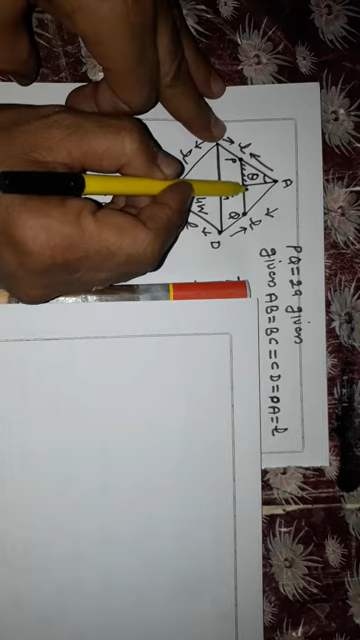 PQ = 2a given
given AB = BC = CD = DA = l
A
P
Q
D
θ
l
l
l